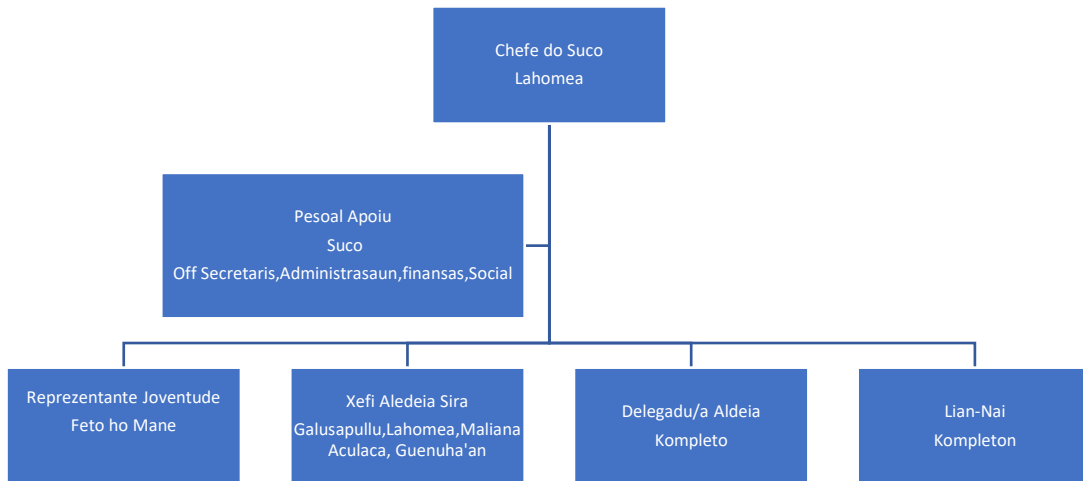 Chefe do Suco
Lahomea
Pesoal Apoiu
Suco
Off Secretaris,Administrasaun,finansas,Social
Reprezentante Joventude
Feto ho Mane
Xefi Aledeia Sira
Galusapullu,Lahomea,Maliana
Aculaca, Guenuha'an
Delegadu/a Aldeia
Kompleto
Lian-Nai
Kompleton